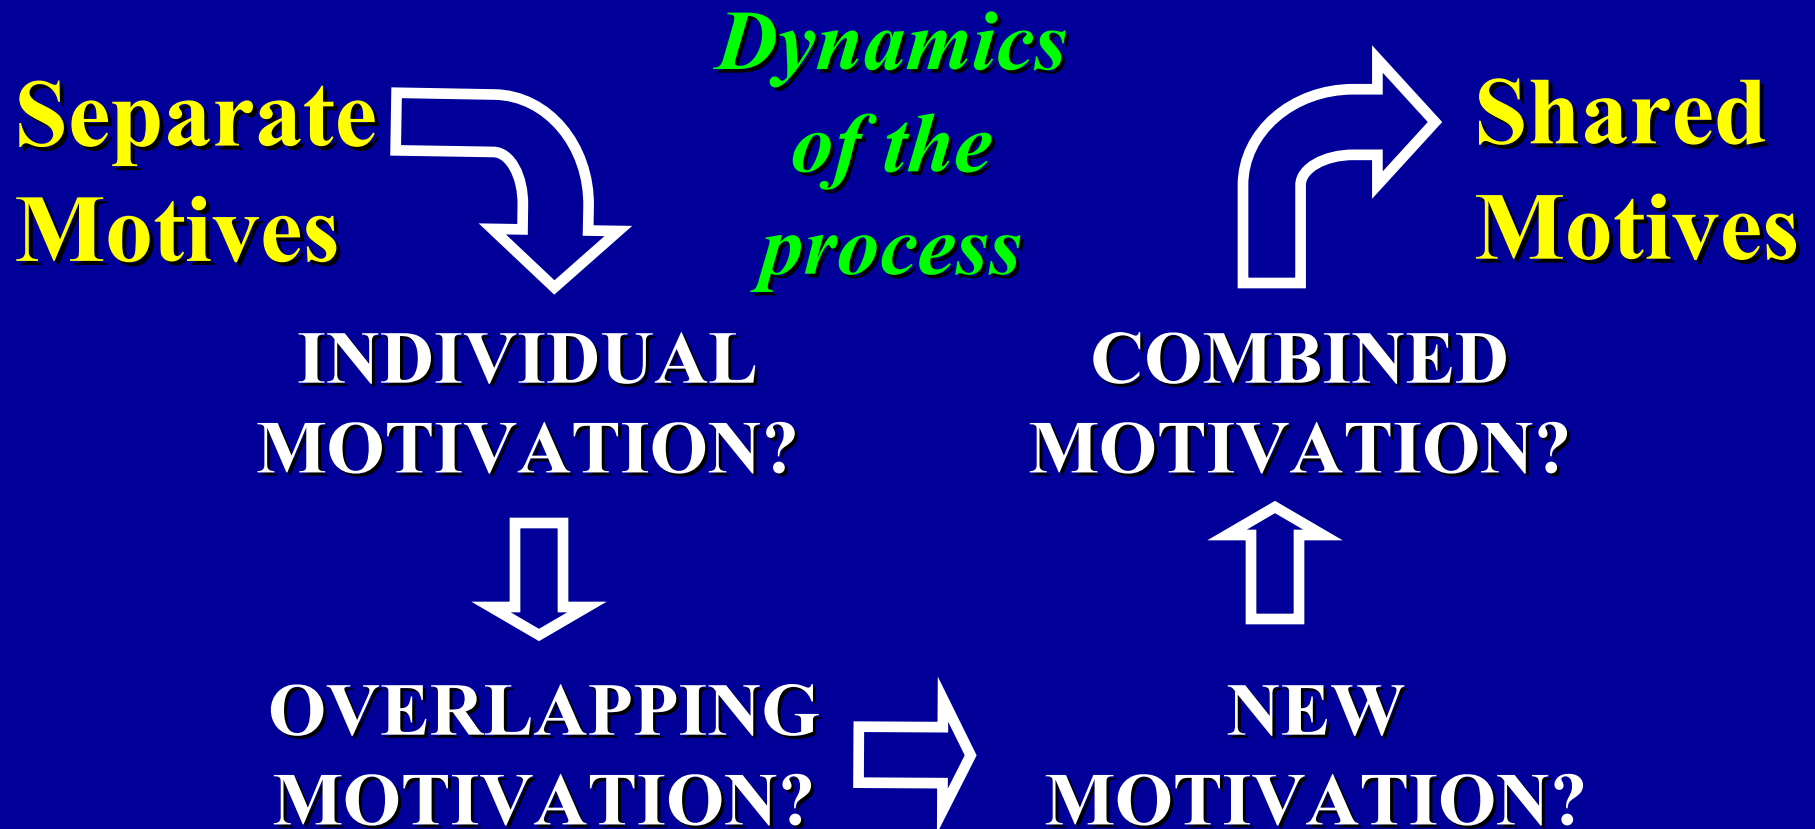 Dynamics
of the
process
Separate
Motives
Shared
Motives
INDIVIDUAL
MOTIVATION?
COMBINED
MOTIVATION?
OVERLAPPING
MOTIVATION?
NEW
MOTIVATION?